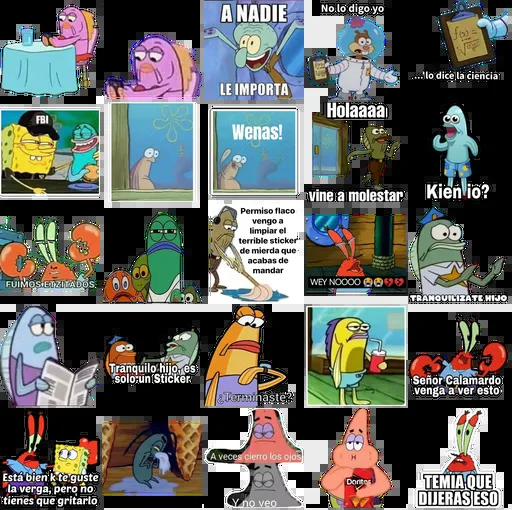 A NADIE
LE IMPORTA
No lo digo yo
...lo dice la ciencia
FBI
Wenas!
Holaaaa
vine a molestar
Kien io?
FUIMOS ETZITADOS
Permiso flaco
vengo a
limpiar el
terrible sticker
de mierda que
acabas de
mandar
WEY NOOOO 😭😭💔💔
TRANQUILIZATE HIJO
Tranquilo hijo, es
solo un Sticker
¿Terminaste?
Señor Calamardo
venga a ver esto
Está bien k te guste
la verga, pero no
tienes que gritarlo
A veces cierro los ojos
Y no veo
Doritos
TEMIA QUE
DIJERAS ESO